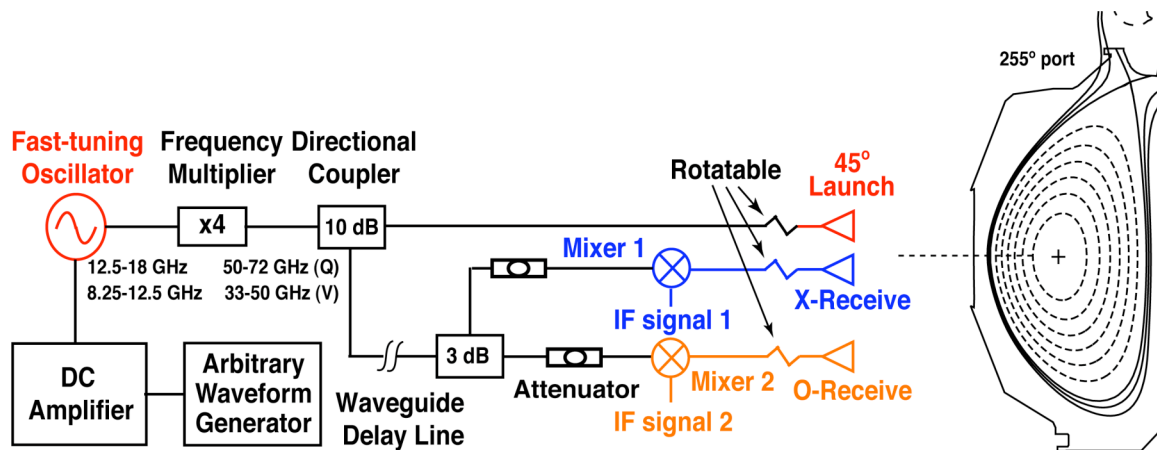 255º port
Fast-tuning
Oscillator
Frequency
Multiplier
Directional
Coupler
Rotatable
45º
Launch
x4
10 dB
Mixer 1
12.5-18 GHz
50-72 GHz (Q)
8.25-12.5 GHz
33-50 GHz (V)
X-Receive
IF signal 1
3 dB
DC
Amplifier
Arbitrary
Waveform
Generator
Waveguide
Delay Line
Attenuator
Mixer 2
O-Receive
IF signal 2